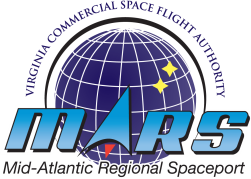 VIRGINIA COMMERCIAL SPACE FLIGHT AUTHORITY
MARS
Mid-Atlantic Regional Spaceport